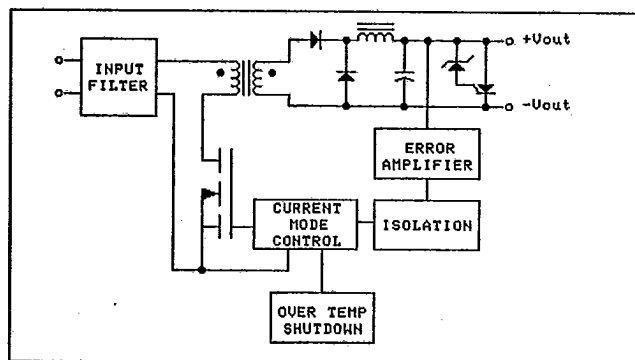 INPUT
FILTER
+Vout
-Vout
ERROR
AMPLIFIER
CURRENT
MODE
CONTROL
ISOLATION
OVER TEMP
SHUTDOWN